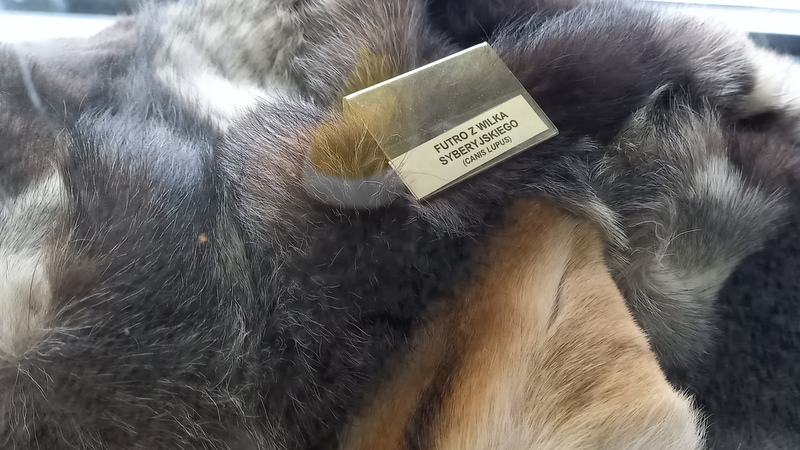 FUTRO Z WILKA
SYBERYJSKIEGO
(CANIS LUPUS)